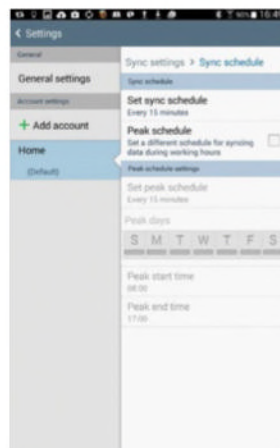 Settings
General
General settings
Account settings
+ Add account
Home
(Default)
Sync settings > Sync schedule
Sync schedule
Set sync schedule
Every 15 minutes
Peak schedule
Set a different schedule for syncing
data during working hours
Peak schedule settings
Set peak schedule
Every 15 minutes
Peak days
S M T W T F S
Peak start time
08:00
Peak end time
17:00